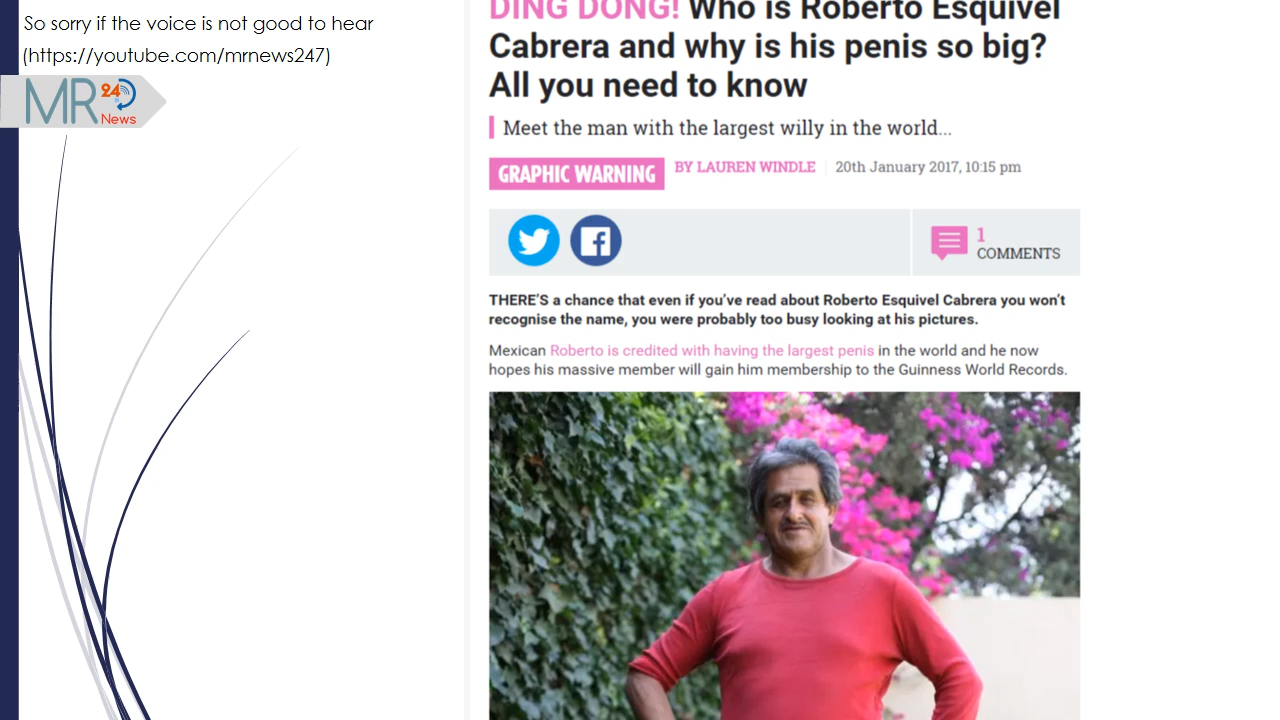 So sorry if the voice is not good to hear
(https://youtube.com/mrnews247)
MR 24
News
DING DONG! Who is Roberto Esquivel
Cabrera and why is his penis so big?
All you need to know
Meet the man with the largest willy in the world...
GRAPHIC WARNING BY LAUREN WINDLE 20th January 2017, 10:15 pm
1
COMMENTS
THERE'S a chance that even if you've read about Roberto Esquivel Cabrera you won't
recognise the name, you were probably too busy looking at his pictures.
Mexican Roberto is credited with having the largest penis in the world and he now
hopes his massive member will gain him membership to the Guinness World Records.